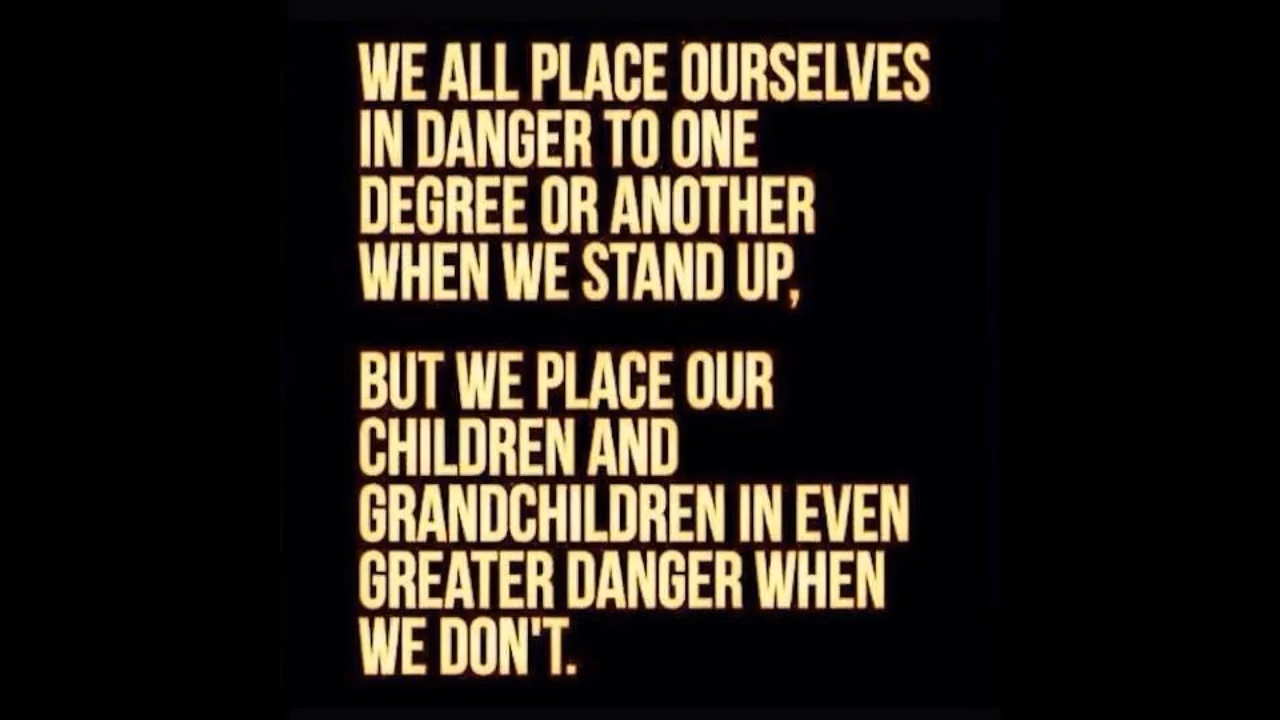 WE ALL PLACE OURSELVES
IN DANGER TO ONE
DEGREE OR ANOTHER
WHEN WE STAND UP,
BUT WE PLACE OUR
CHILDREN AND
GRANDCHILDREN IN EVEN
GREATER DANGER WHEN
WE DON'T.